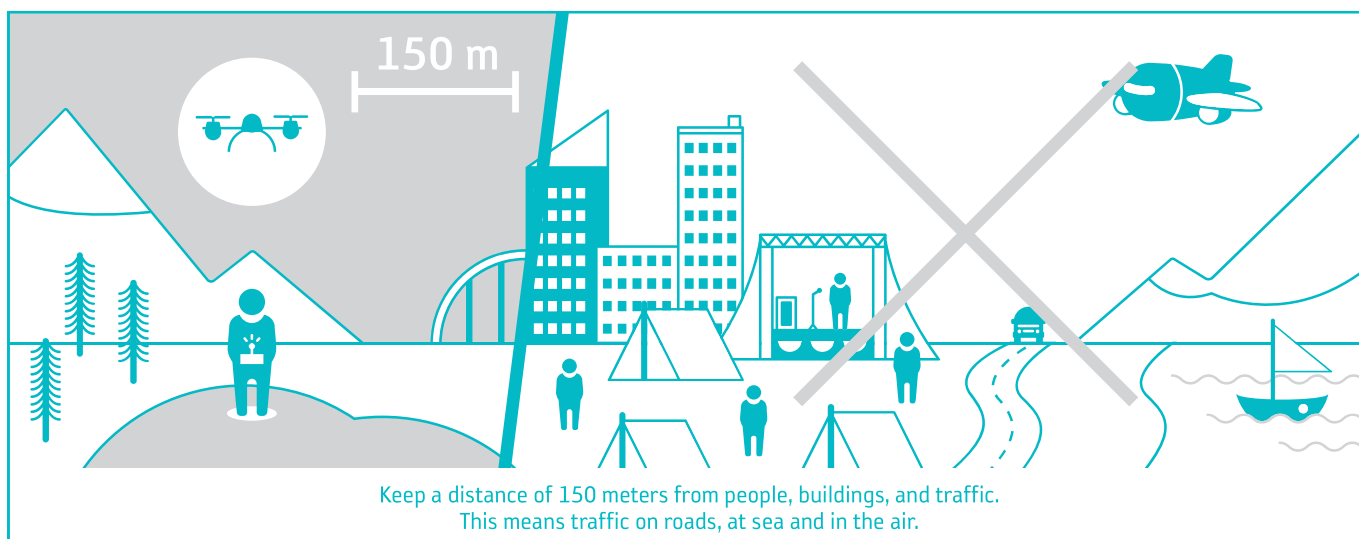 150 m
Keep a distance of 150 meters from people, buildings, and traffic.
This means traffic on roads, at sea and in the air.